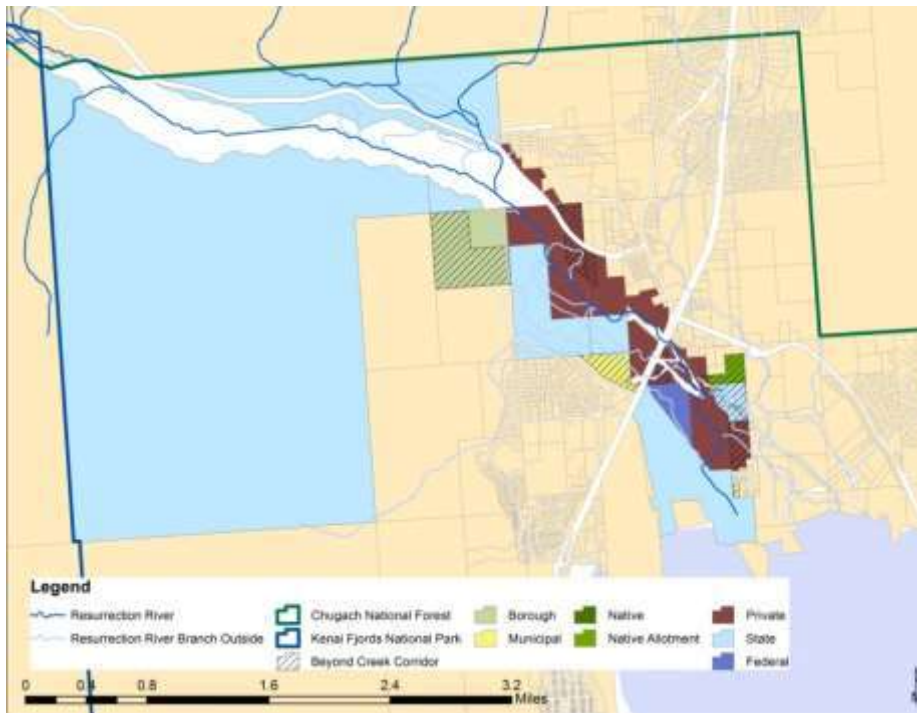 Legend
Resurrection River
Resurrection River Branch Outside
Chugach National Forest
Kenai Fjords National Park
Beyond Creek Corridor
Borough
Municipal
Native
Native Allotment
Private
State
Federal
0 0.4 0.8 1.6 2.4 3.2
Miles